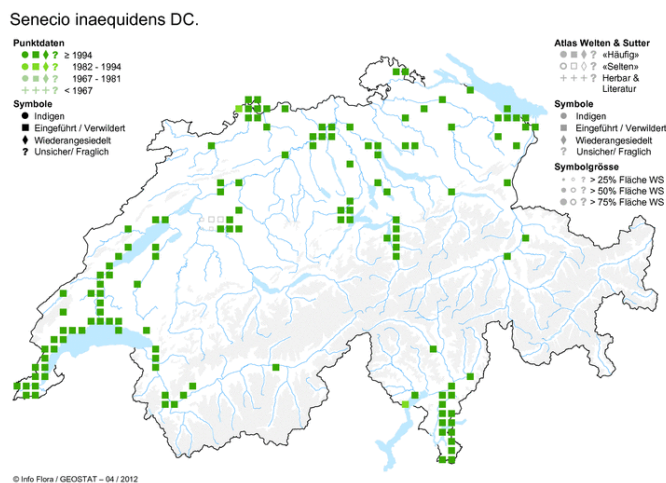 Senecio inaequidens DC.
Punktdaten
? ≥ 1994
? 1982 - 1994
? 1967 - 1981
+++ < 1967
Symbole
Indigen
Eingeführt / Verwildert
Wiederangesiedelt
? Unsicher/ Fraglich
Atlas Welten & Sutter
? «Häufig»
? «Selten»
+++? Herbar &
Literatur
Symbole
Indigen
Eingeführt / Verwildert
Wiederangesiedelt
? Unsicher/ Fraglich
Symbolgrösse
? > 25% Fläche WS
? > 50% Fläche WS
? > 75% Fläche WS
© Info Flora / GEOSTAT – 04 / 2012